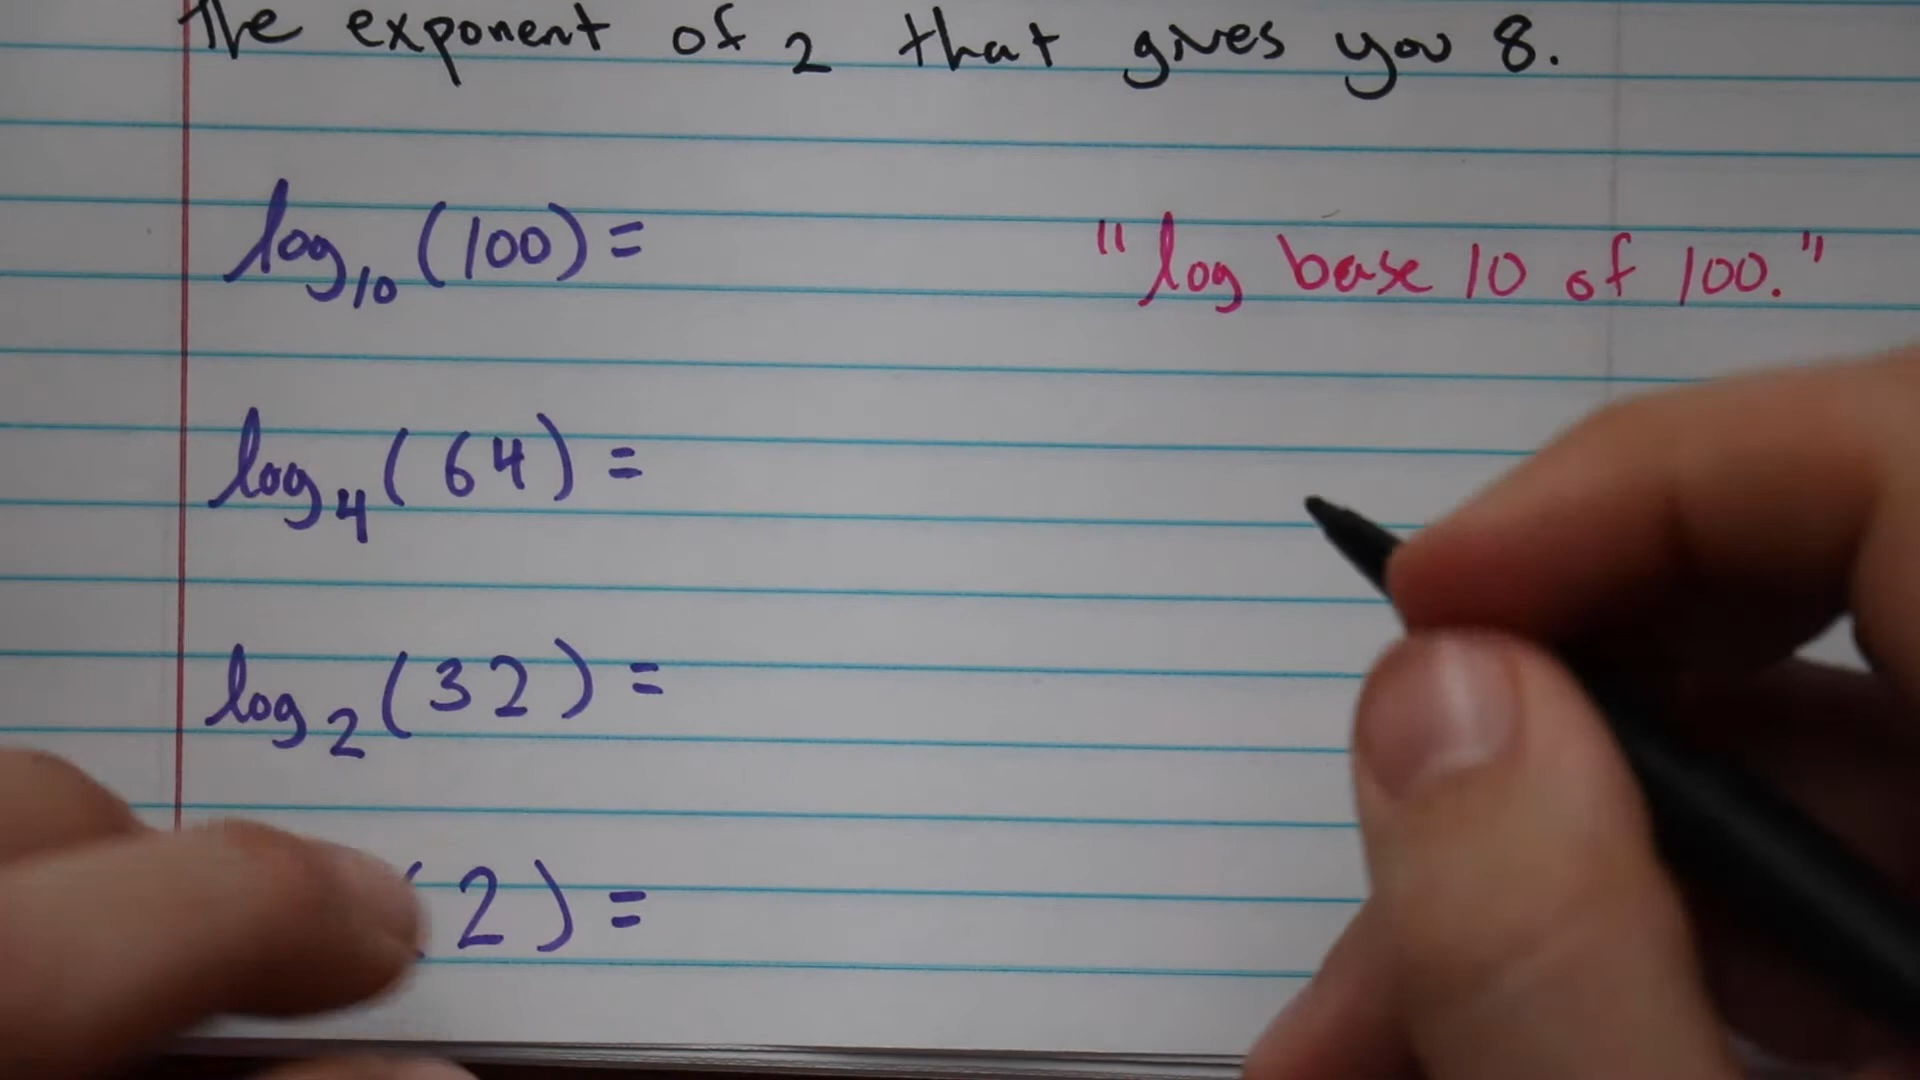 The exponent of 2 that gives you 8.
log₁₀(100)= "log base 10 of 100."
log₄(64)=
log₂(32)=
(2)=